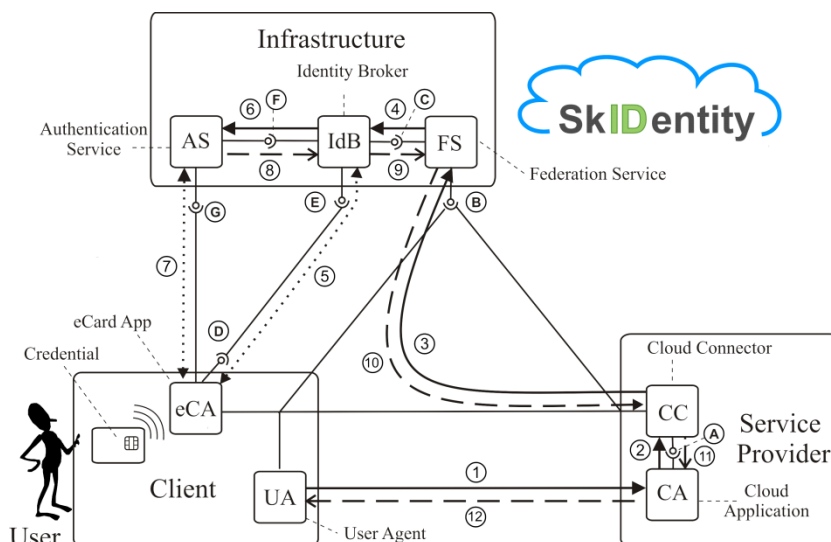 Infrastructure
Identity Broker
SkIDentity
6
F
4
C
Authentication
Service
AS
IdB
FS
8
9
Federation Service
G
E
B
7
5
eCard App
D
3
Credential
10
Cloud Connector
eCA
CC
Service
Provider
2
A
11
Client
UA
1
CA
12
Cloud
Application
User Agent
User